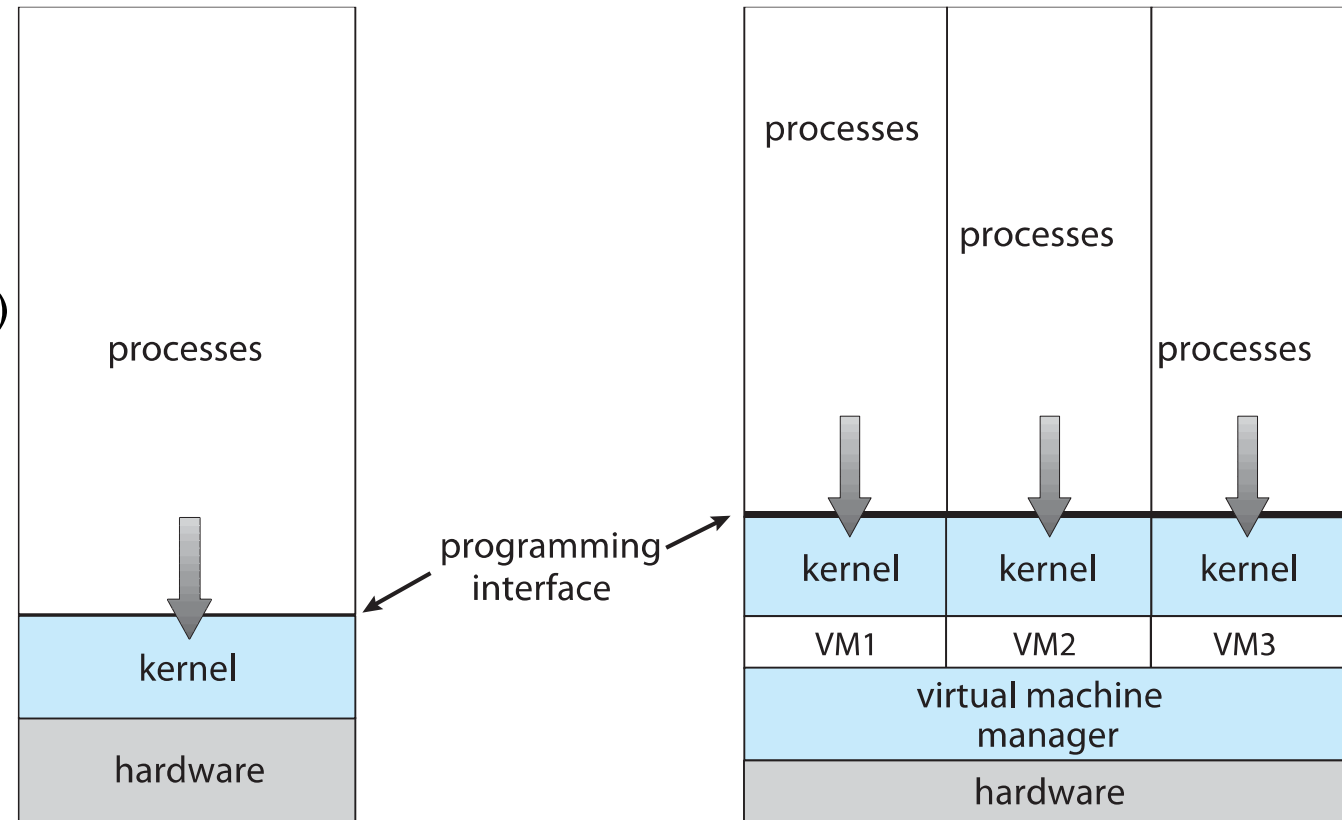 )
processes
kernel
hardware
programming
interface
processes
processes
processes
kernel
kernel
kernel
VM1
VM2
VM3
virtual machine
manager
hardware